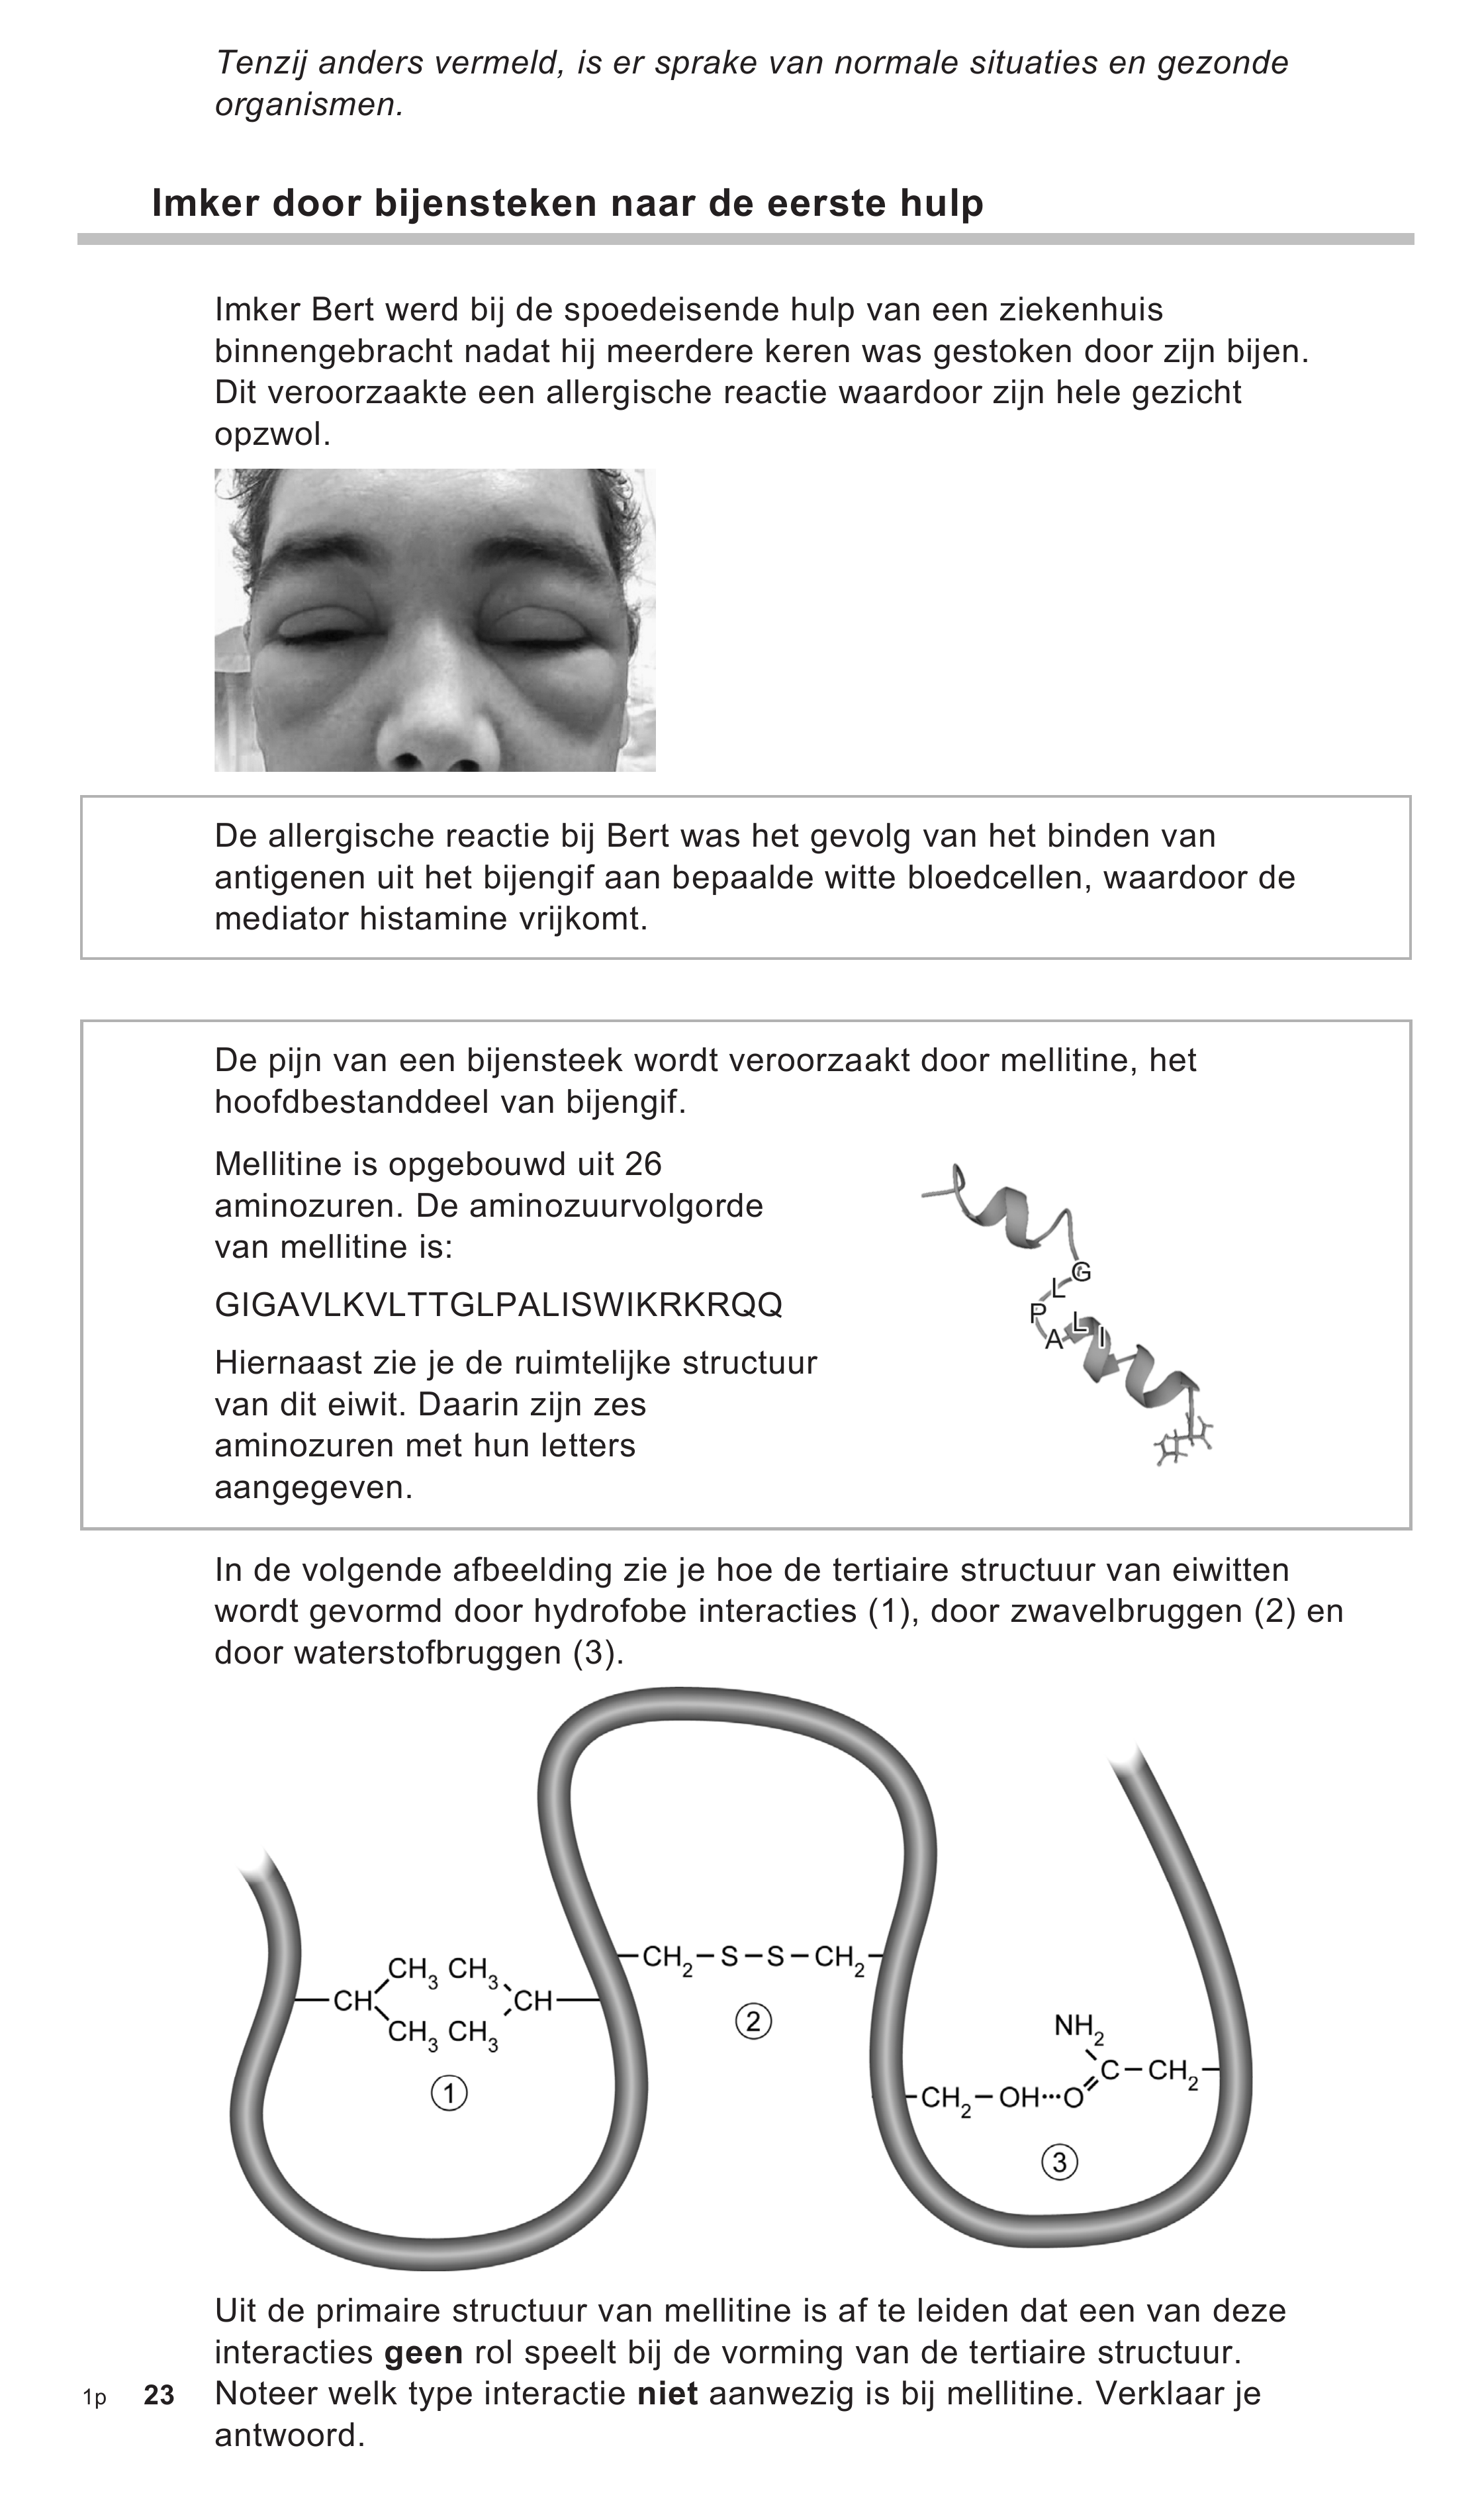 Tenzij anders vermeld, is er sprake van normale situaties en gezonde
organismen.
Imker door bijensteken naar de eerste hulp
Imker Bert werd bij de spoedeisende hulp van een ziekenhuis
binnengebracht nadat hij meerdere keren was gestoken door zijn bijen.
Dit veroorzaakte een allergische reactie waardoor zijn hele gezicht
opzwol.
De allergische reactie bij Bert was het gevolg van het binden van
antigenen uit het bijengif aan bepaalde witte bloedcellen, waardoor de
mediator histamine vrijkomt.
De pijn van een bijensteek wordt veroorzaakt door mellitine, het
hoofdbestanddeel van bijengif.
Mellitine is opgebouwd uit 26
aminozuren. De aminozuurvolgorde
van mellitine is:
GIGAVLKVLTTGLPALISWIKRKRQQ
Hiernaast zie je de ruimtelijke structuur
van dit eiwit. Daarin zijn zes
aminozuren met hun letters
aangegeven.
G
L
P
A
L
I
In de volgende afbeelding zie je hoe de tertiaire structuur van eiwitten
wordt gevormd door hydrofobe interacties (1), door zwavelbruggen (2) en
door waterstofbruggen (3).
CH3 CH3
CH CH
CH3 CH3
1
CH2–S–S–CH2
2
NH2
C–CH2
CH2–OH···O
3
Uit de primaire structuur van mellitine is af te leiden dat een van deze
interacties geen rol speelt bij de vorming van de tertiaire structuur.
1p 23 Noteer welk type interactie niet aanwezig is bij mellitine. Verklaar je
antwoord.